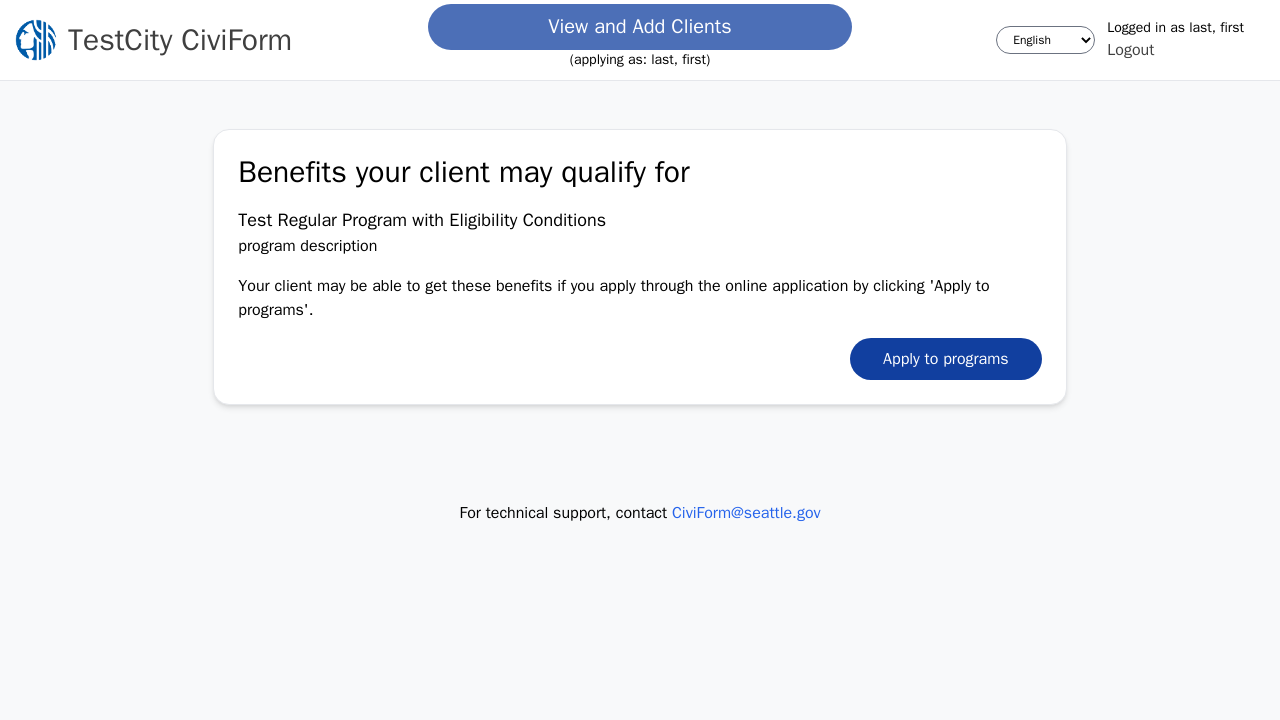 TestCity CiviForm
View and Add Clients
(applying as: last, first)
English
Logged in as last, first
Logout
Benefits your client may qualify for
Test Regular Program with Eligibility Conditions
program description
Your client may be able to get these benefits if you apply through the online application by clicking 'Apply to
programs'.
Apply to programs
For technical support, contact CiviForm@seattle.gov